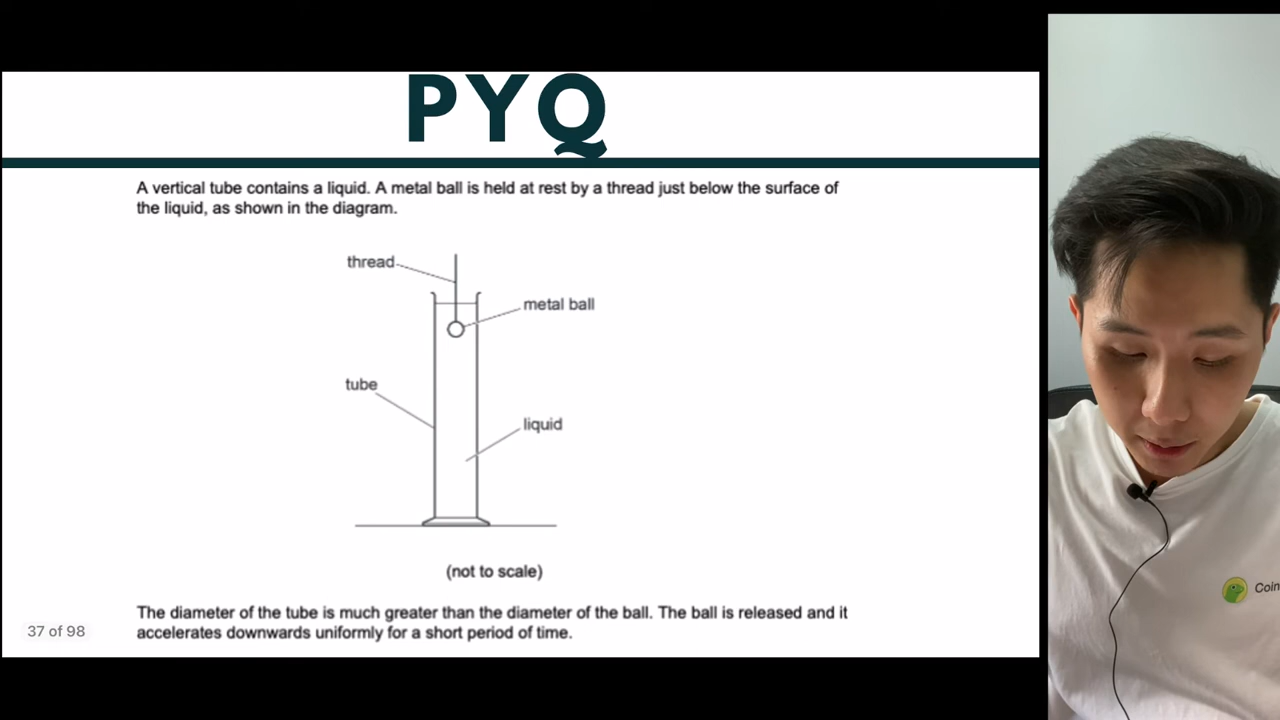 PYQ
A vertical tube contains a liquid. A metal ball is held at rest by a thread just below the surface of
the liquid, as shown in the diagram.
thread
metal ball
tube
liquid
(not to scale)
The diameter of the tube is much greater than the diameter of the ball. The ball is released and it
accelerates downwards uniformly for a short period of time.
37 of 98
Coin